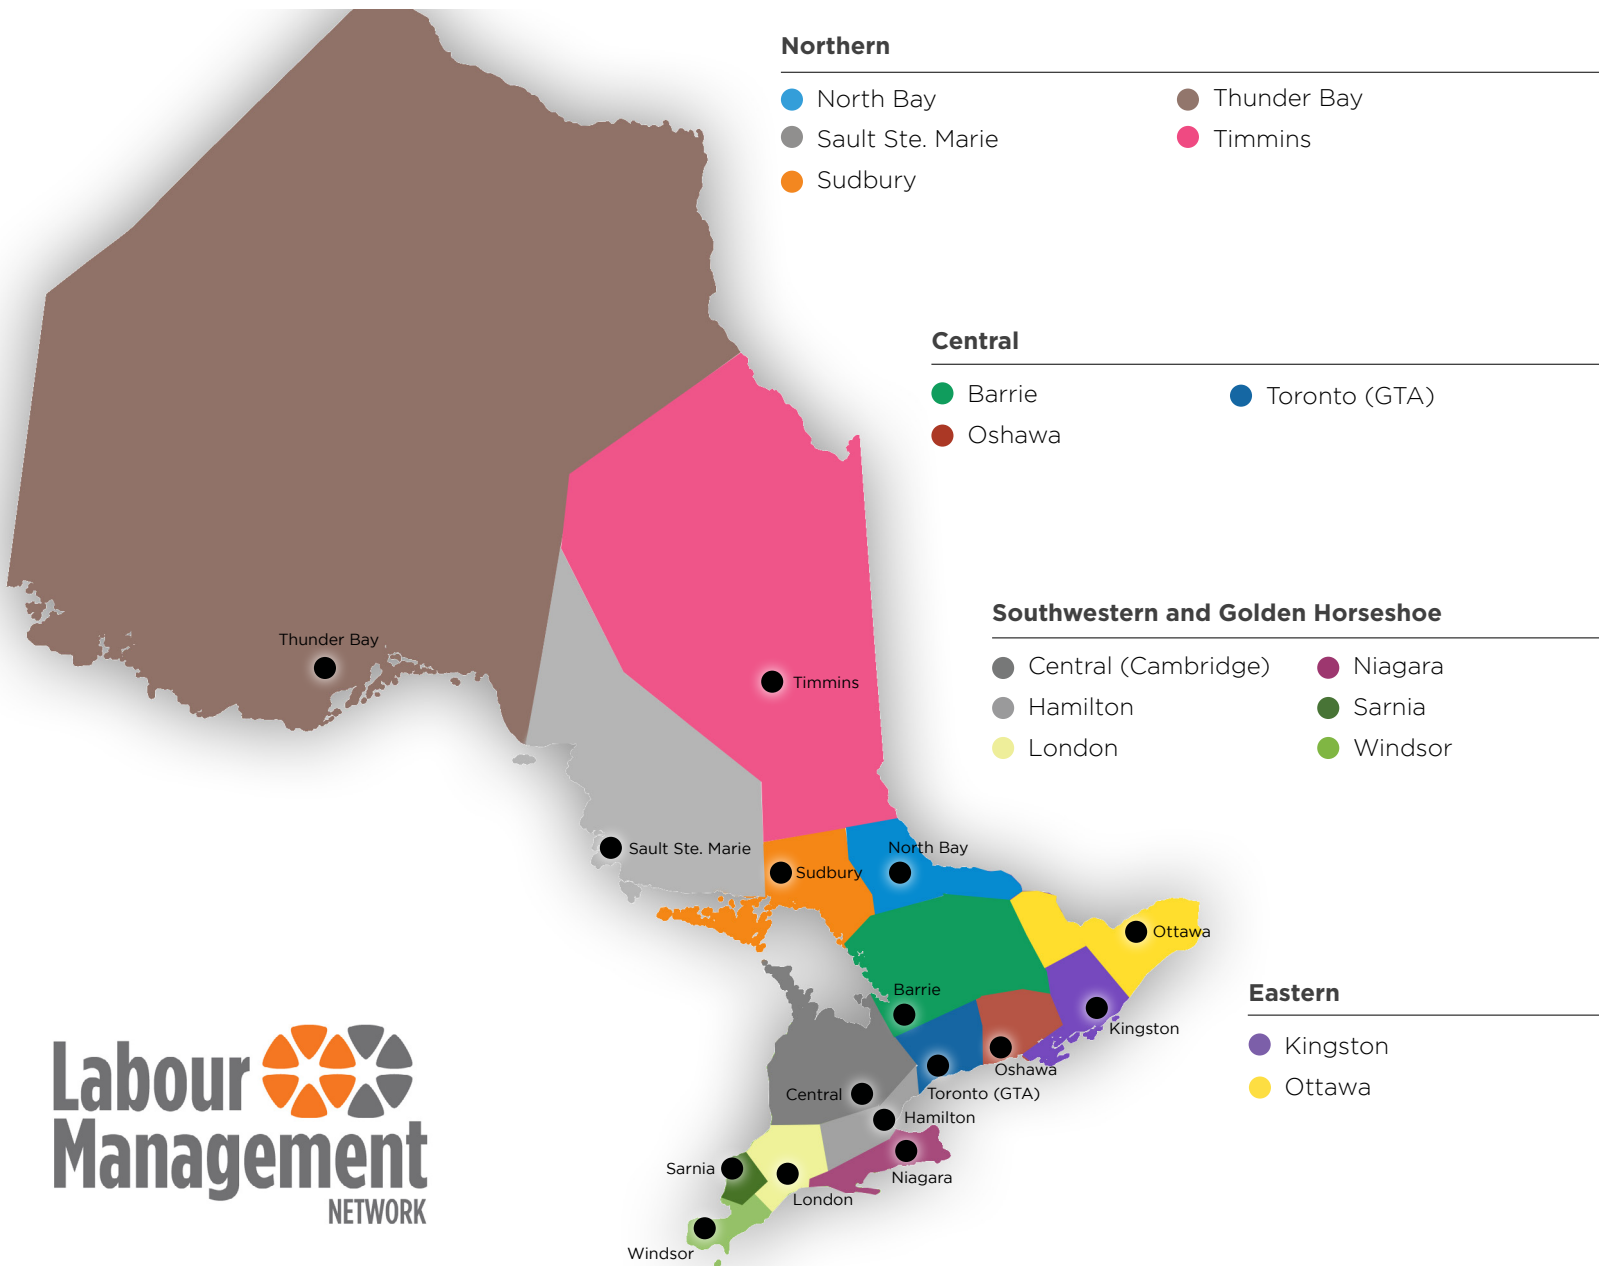 Northern
North Bay
Thunder Bay
Sault Ste. Marie
Timmins
Sudbury
Central
Barrie
Toronto (GTA)
Oshawa
Southwestern and Golden Horseshoe
Central (Cambridge)
Niagara
Hamilton
Sarnia
London
Windsor
Eastern
Kingston
Ottawa
Thunder Bay
Timmins
Sault Ste. Marie
Sudbury
North Bay
Ottawa
Barrie
Kingston
Oshawa
Toronto (GTA)
Central
Hamilton
Niagara
Sarnia
London
Windsor
Labour
Management
NETWORK